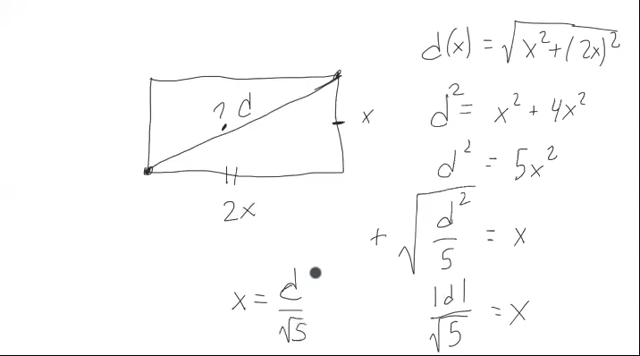 d(x) = √x²+(2x)²
? d
x
d² = x² + 4x²
d² = 5x²
2x
+ √d²/5 = x
x = d/√5
|d|/√5 = x